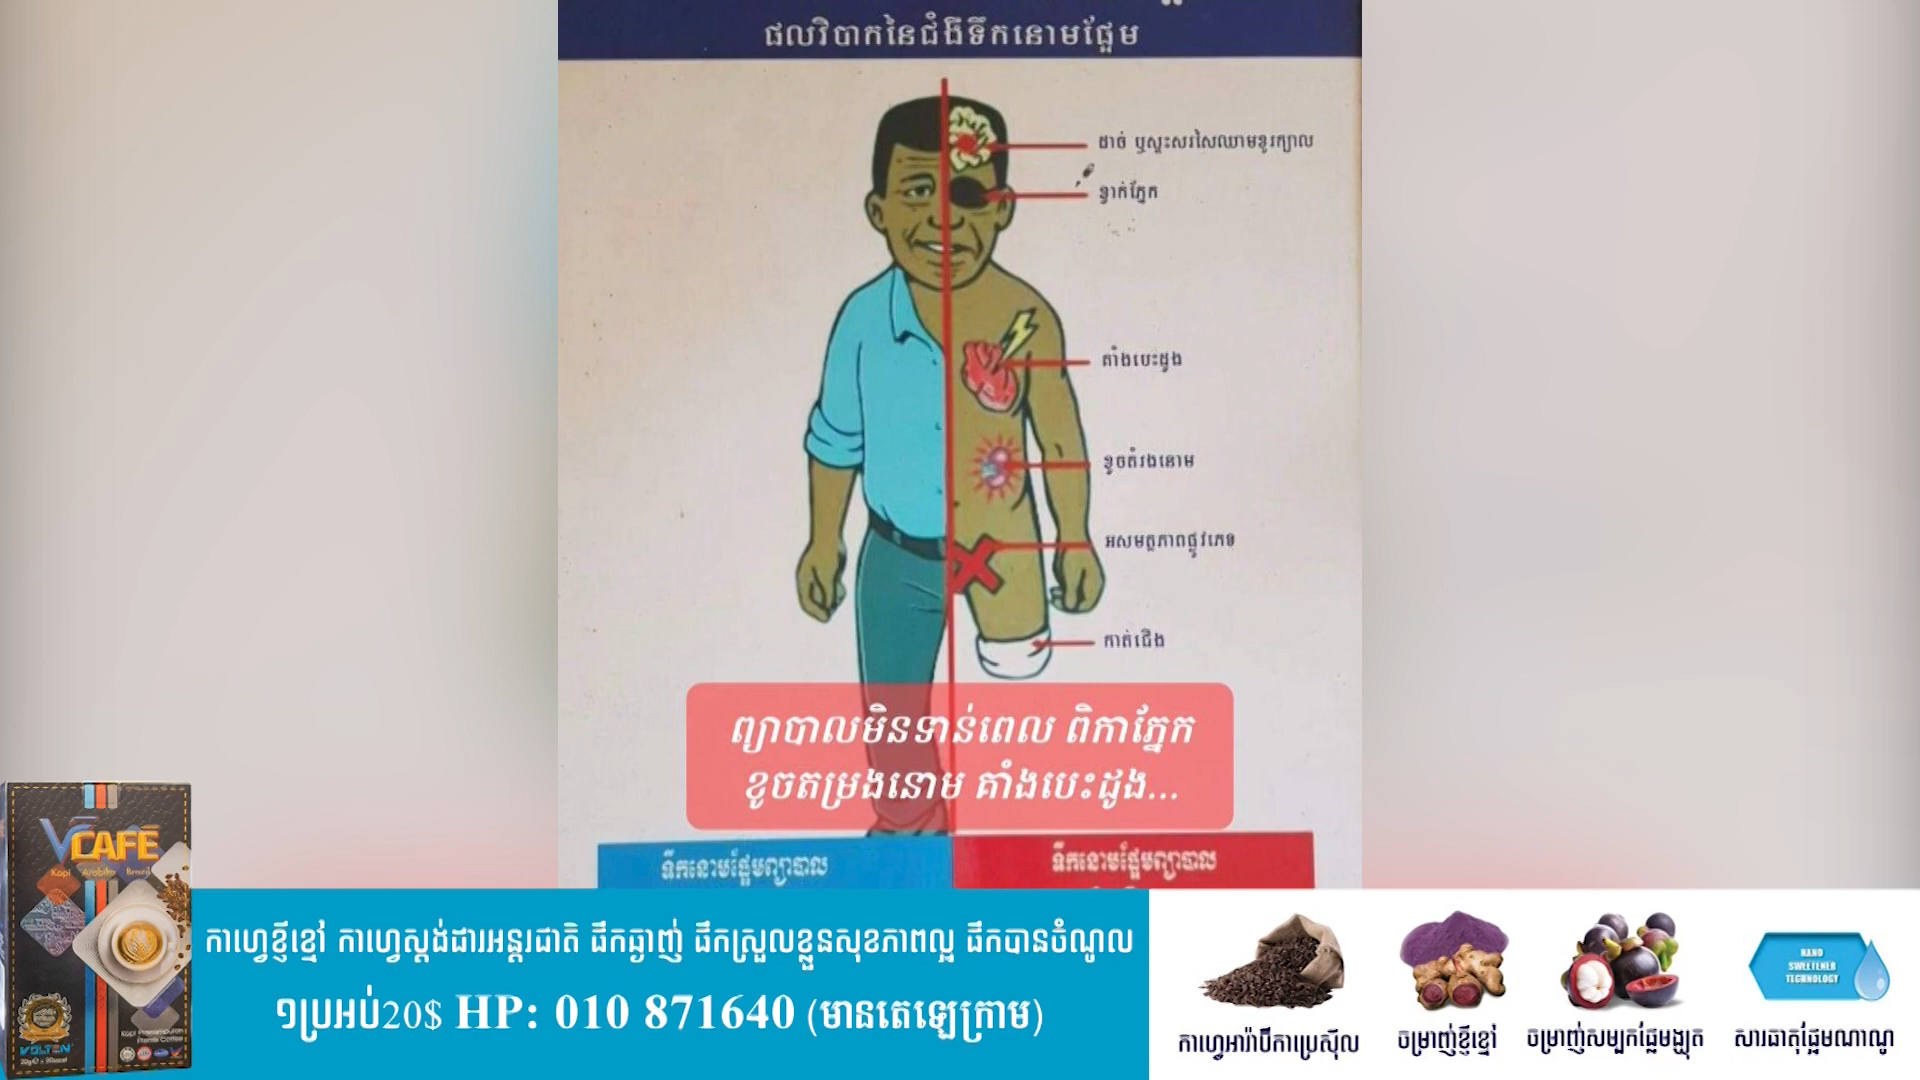 ផលវិបាកនៃជំងឺទឹកនោមផ្អែម
ដាច់ ឬស្ទះសរសៃឈាមខួរក្បាល
ខ្វាក់ភ្នែក
គាំងបេះដូង
ខូចតំរងនោម
អសមត្ថភាពផ្លូវភេទ
កាត់ជើង
ព្យាបាលមិនទាន់ពេល ពិការភ្នែក
ខូចតម្រងនោម គាំងបេះដូង...
ទឹកនោមផ្អែមព្យាបាល
ទឹកនោមផ្អែមព្យាបាល
VCAFÉ
Kopi Arabika Brazil
VOLTEN
កាហ្វេខ្ញីខ្មៅ កាហ្វេស្តង់ដារអន្តរជាតិ ផឹកឆ្ងាញ់ ផឹកស្រួលខ្លួនសុខភាពល្អ ផឹកបានចំណូល
១ប្រអប់20$ HP: 010 871640 (មានតេឡេក្រាម)
NANO
SWEETENER
TECHNOLOGY
កាហ្វេអារ៉ាប៊ីកាប្រេស៊ីល
ចម្រាញ់ខ្ញីខ្មៅ
ចម្រាញ់សម្បកផ្លែមង្ឃុត
សារធាតុផ្អែមណាណូ